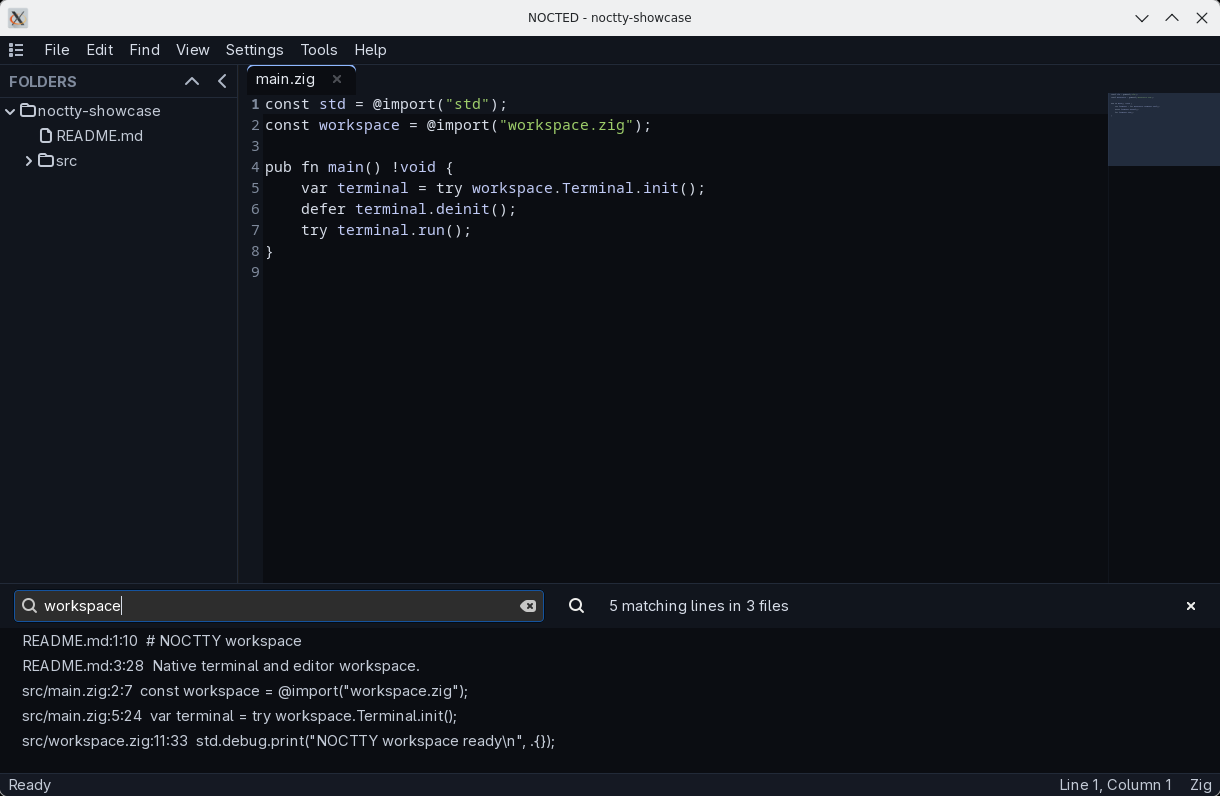 NOCTED - noctty-showcase
File Edit Find View Settings Tools Help
FOLDERS
noctty-showcase
README.md
src
main.zig
1 const std = @import("std");
2 const workspace = @import("workspace.zig");
3
4 pub fn main() !void {
5     var terminal = try workspace.Terminal.init();
6     defer terminal.deinit();
7     try terminal.run();
8 }
9
workspace
5 matching lines in 3 files
README.md:1:10  # NOCTTY workspace
README.md:3:28  Native terminal and editor workspace.
src/main.zig:2:7  const workspace = @import("workspace.zig");
src/main.zig:5:24  var terminal = try workspace.Terminal.init();
src/workspace.zig:11:33  std.debug.print("NOCTTY workspace ready\n", .{});
Ready
Line 1, Column 1
Zig